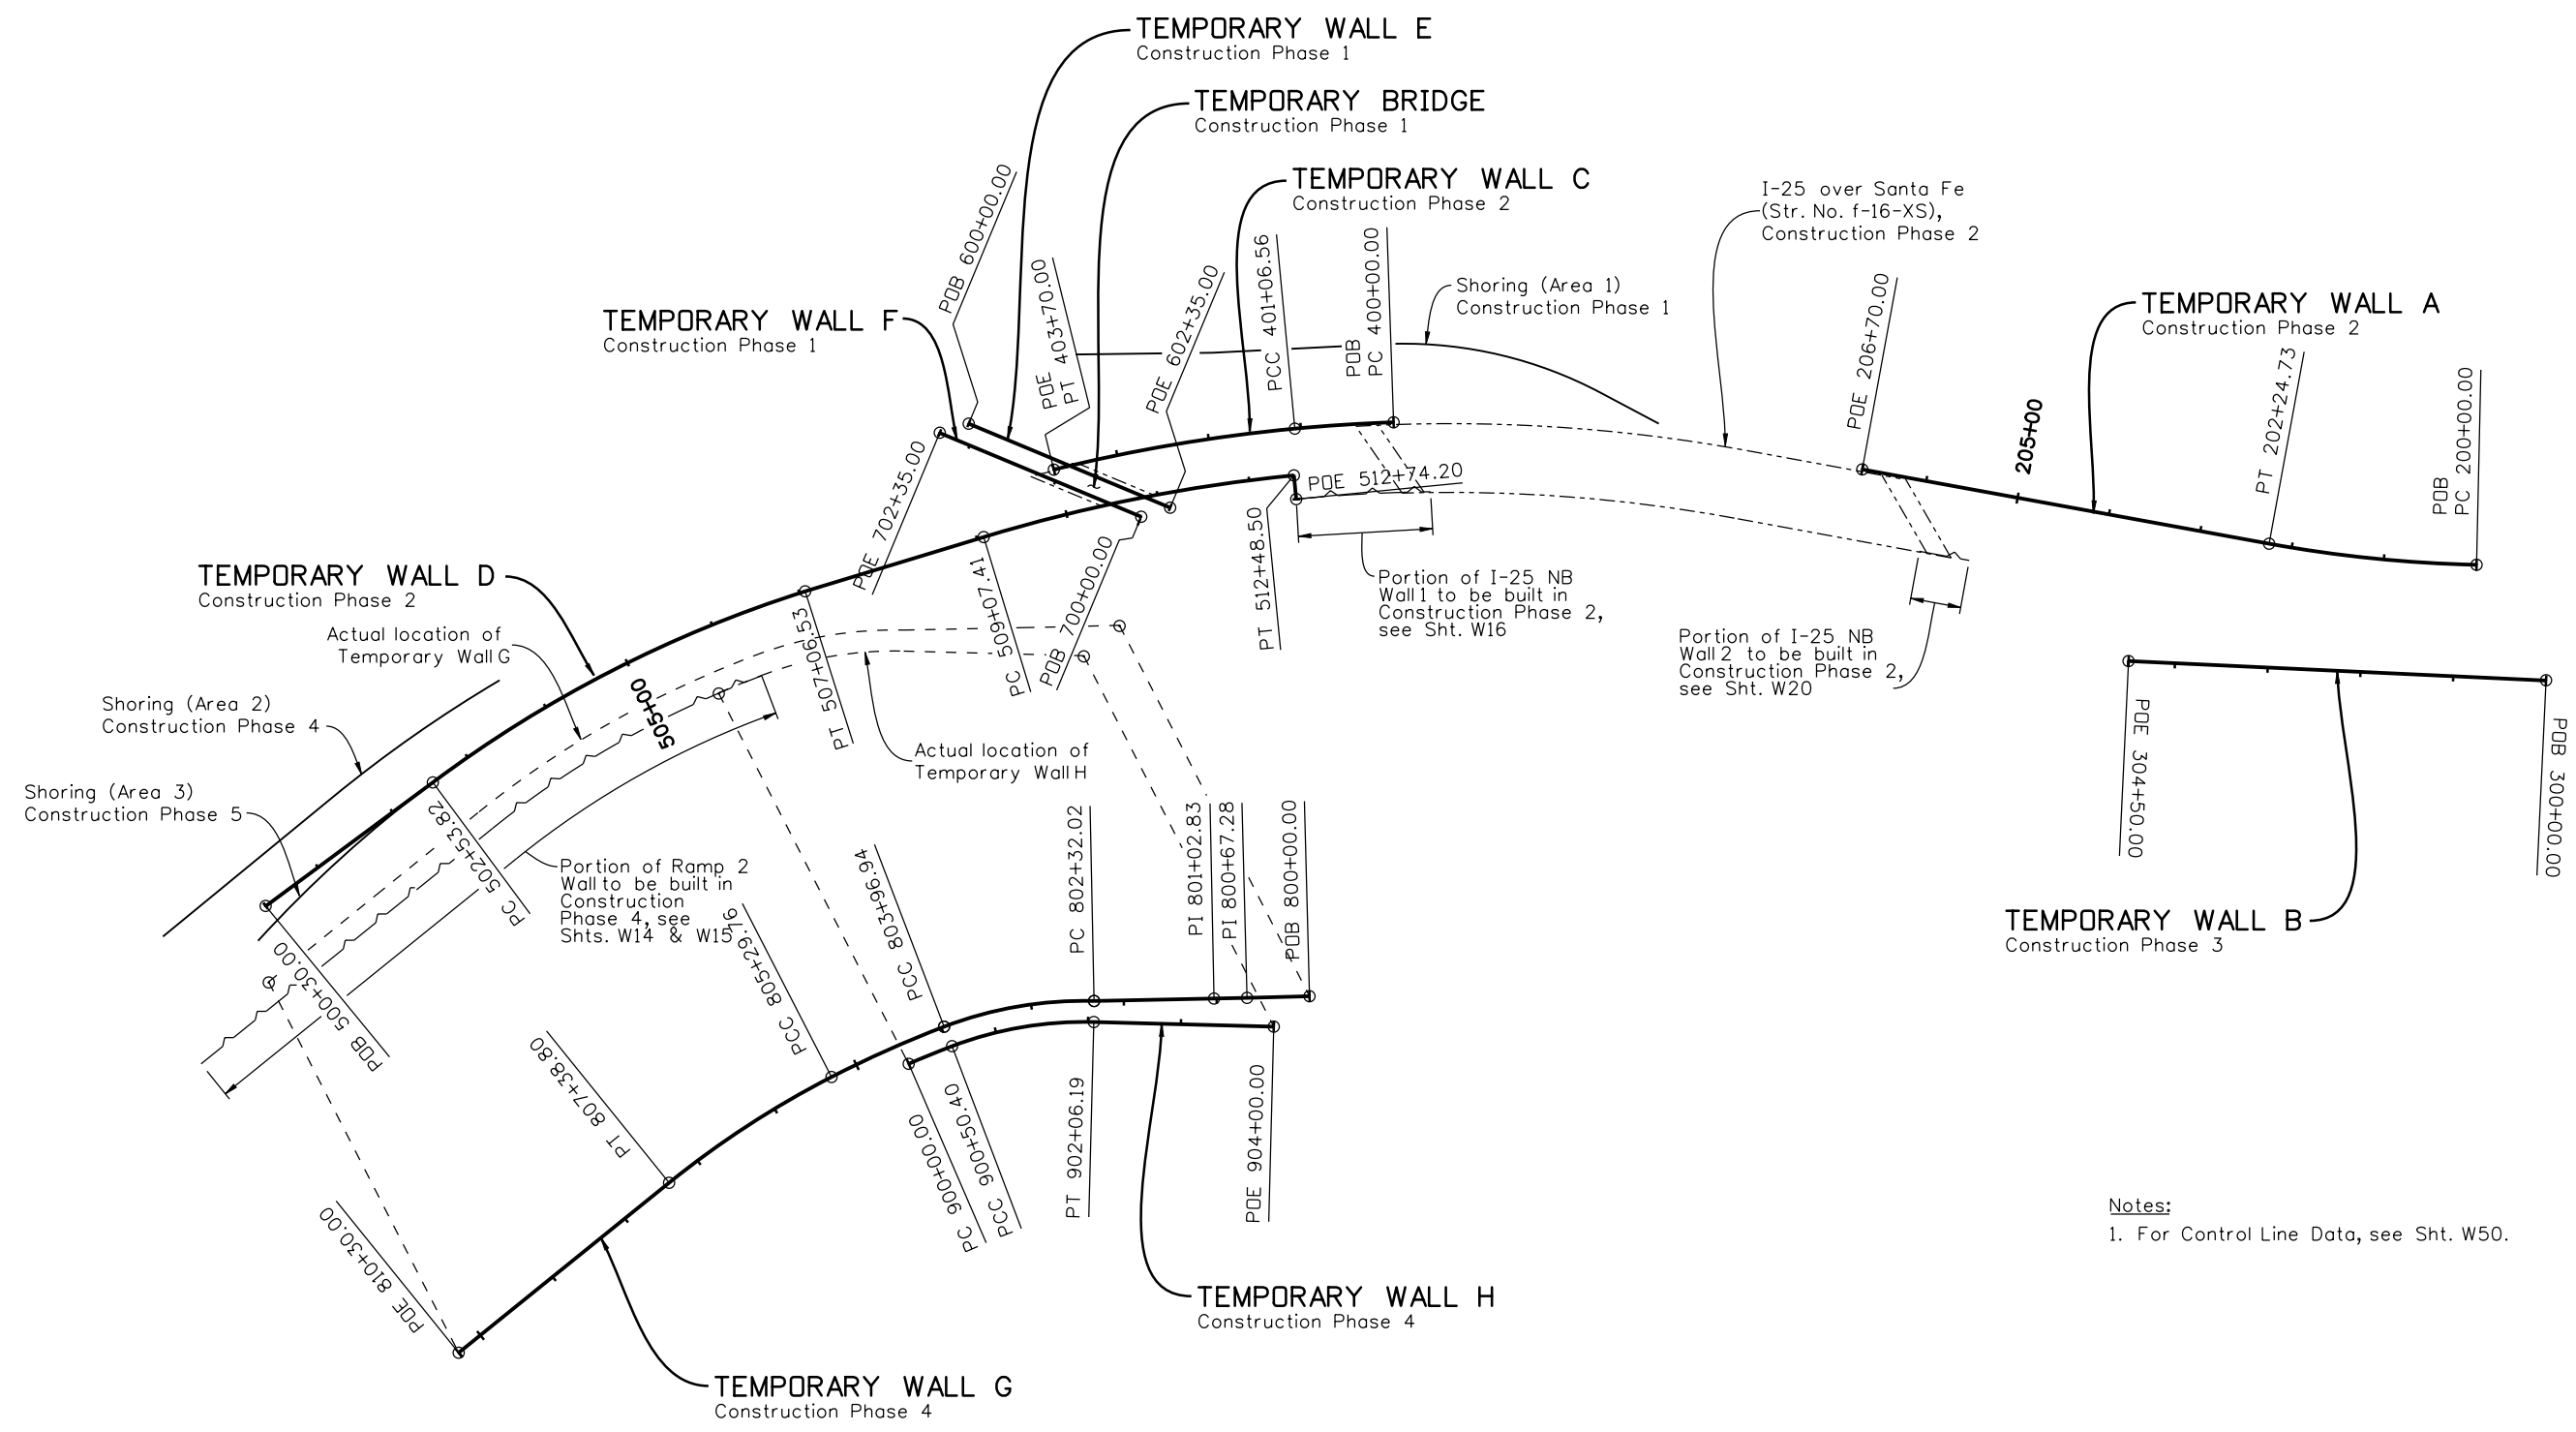 TEMPORARY WALL E
Construction Phase 1
TEMPORARY BRIDGE
Construction Phase 1
TEMPORARY WALL C
Construction Phase 2
I-25 over Santa Fe
(Str. No. f-16-XS),
Construction Phase 2
POB 600+00.00
POE
PT 403+70.00
POE 602+35.00
PCC 401+06.56
POB
PC 400+00.00
Shoring (Area 1)
Construction Phase 1
POE 206+70.00
TEMPORARY WALL A
Construction Phase 2
TEMPORARY WALL F
Construction Phase 1
205+00
PT 202+24.73
POB
PC 200+00.00
POE 702+35.00
POE 512+74.20
PT 512+48.50
Portion of I-25 NB
Wall 1 to be built in
Construction Phase 2,
see Sht. W16
Portion of I-25 NB
Wall 2 to be built in
Construction Phase 2,
see Sht. W20
TEMPORARY WALL D
Construction Phase 2
Actual location of
Temporary Wall G
PT 507+06.53
PC 509+07.41
POB 700+00.00
505+00
Shoring (Area 2)
Construction Phase 4
Actual location of
Temporary Wall H
Shoring (Area 3)
Construction Phase 5
PC 502+53.82
POE 304+50.00
POB 300+00.00
Portion of Ramp 2
Wall to be built in
Construction
Phase 4, see
Shts. W14 & W15
PCC 805+29.76
PCC 803+96.94
PC 802+32.02
PI 801+02.83
PI 800+67.28
POB 800+00.00
TEMPORARY WALL B
Construction Phase 3
POB 500+30.00
PT 807+38.80
PC 900+00.00
PCC 900+50.40
PT 902+06.19
POE 904+00.00
POE 810+30.00
Notes:
1. For Control Line Data, see Sht. W50.
TEMPORARY WALL H
Construction Phase 4
TEMPORARY WALL G
Construction Phase 4